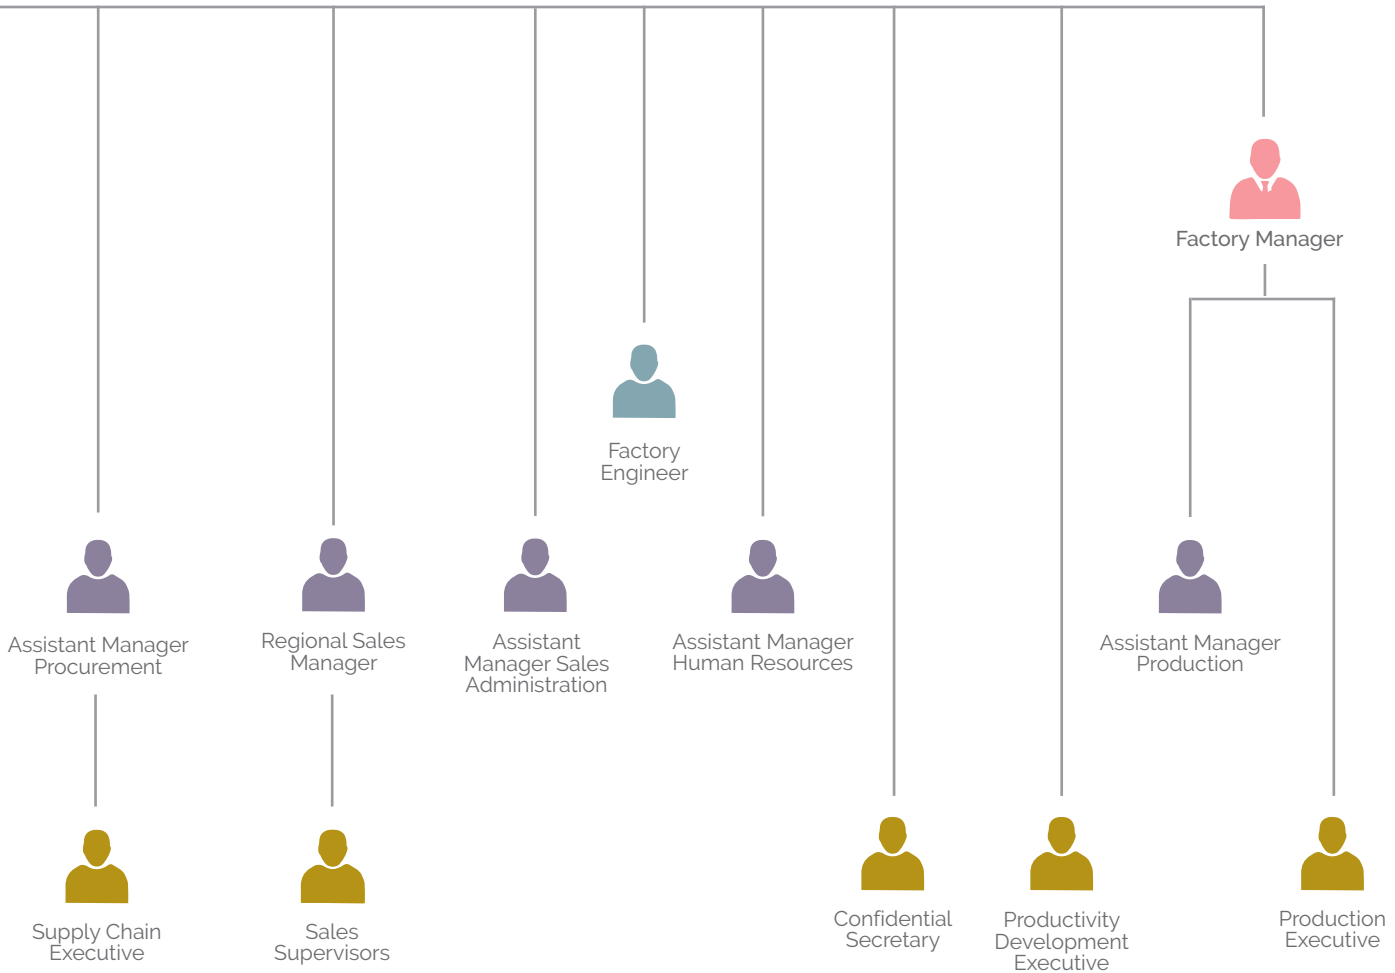 Factory Manager
Factory
Engineer
Assistant Manager
Procurement
Regional Sales
Manager
Assistant
Manager Sales
Administration
Assistant Manager
Human Resources
Assistant Manager
Production
Supply Chain
Executive
Sales
Supervisors
Confidential
Secretary
Productivity
Development
Executive
Production
Executive